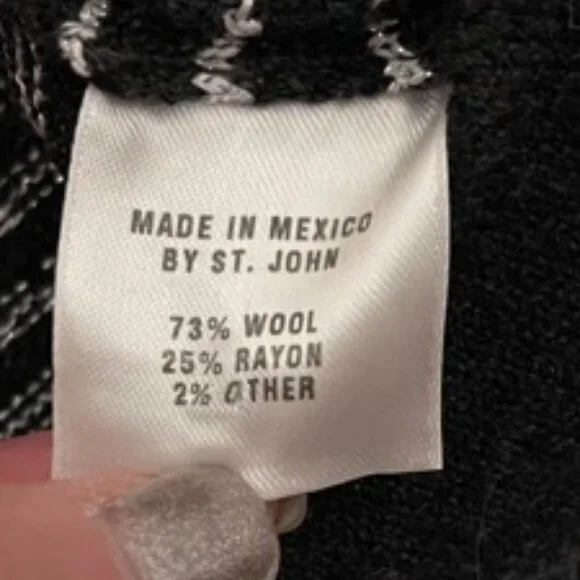 MADE IN MEXICO
BY ST. JOHN
73% WOOL
25% RAYON
2% OTHER